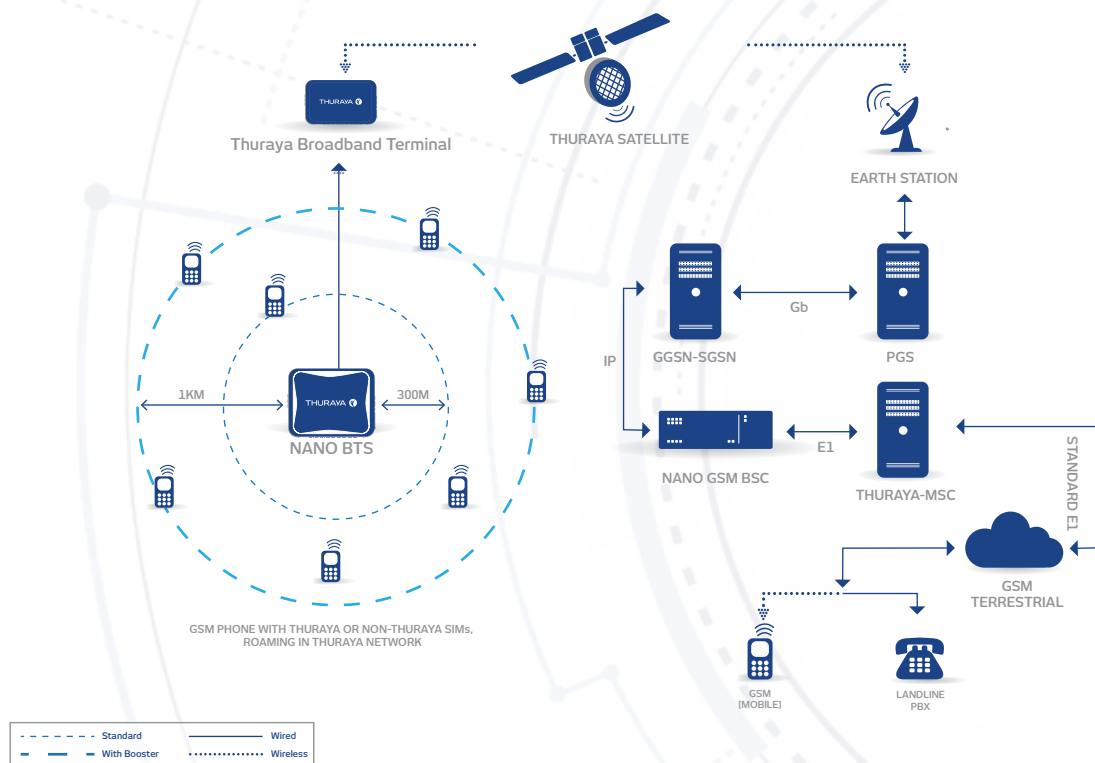 THURAYA
Thuraya Broadband Terminal
THURAYA SATELLITE
EARTH STATION
1KM
300M
THURAYA
NANO BTS
GSM PHONE WITH THURAYA OR NON-THURAYA SIMs,
ROAMING IN THURAYA NETWORK
IP
GGSN-SGSN
Gb
PGS
NANO GSM BSC
E1
THURAYA-MSC
STANDARD E1
GSM
TERRESTRIAL
GSM
[MOBILE]
LANDLINE
PBX
Standard
Wired
With Booster
Wireless